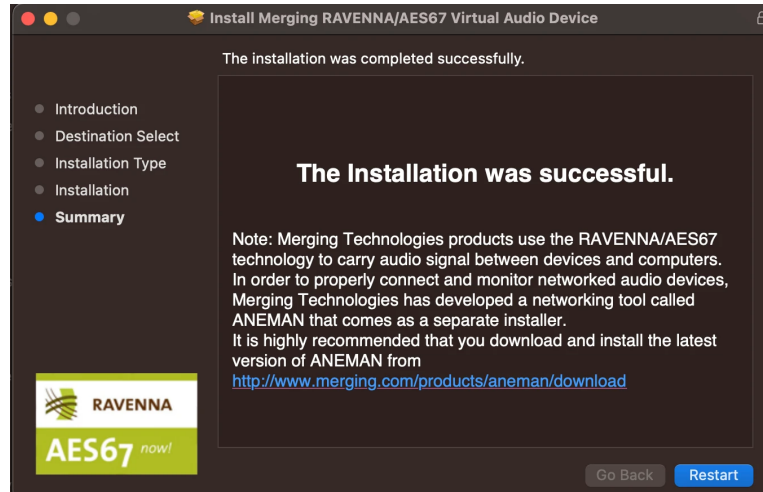 Install Merging RAVENNA/AES67 Virtual Audio Device
The installation was completed successfully.
Introduction
Destination Select
Installation Type
Installation
Summary
The Installation was successful.
Note: Merging Technologies products use the RAVENNA/AES67
technology to carry audio signal between devices and computers.
In order to properly connect and monitor networked audio devices,
Merging Technologies has developed a networking tool called
ANEMAN that comes as a separate installer.
It is highly recommended that you download and install the latest
version of ANEMAN from
http://www.merging.com/products/aneman/download
RAVENNA
AES67 now!
Go Back
Restart